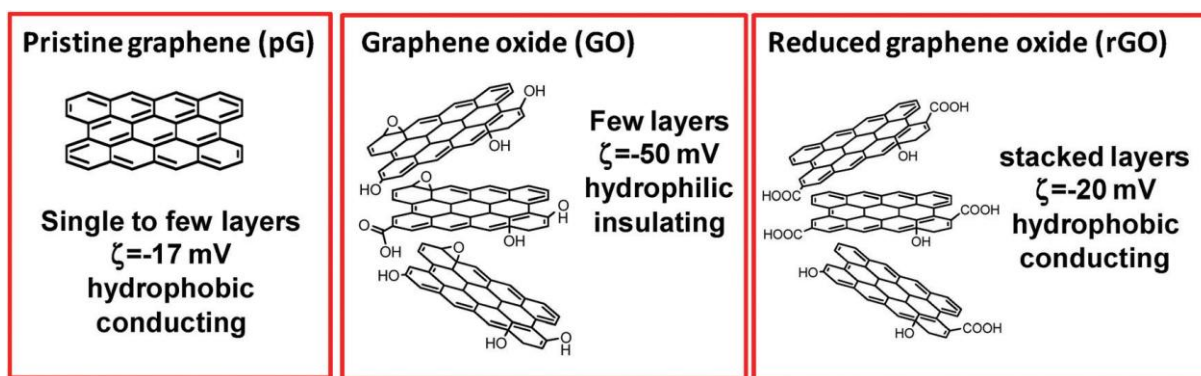 Pristine graphene (pG)
Single to few layers
ζ=-17 mV
hydrophobic
conducting
Graphene oxide (GO)
O
OH
OH
HO
O
O
OH
OH
O
H
O
HO
HO
O
H
Few layers
ζ=-50 mV
hydrophilic
insulating
Reduced graphene oxide (rGO)
COOH
OH
HOOC
HOOC
COOH
OH
HO
HO
COOH
stacked layers
ζ=-20 mV
hydrophobic
conducting